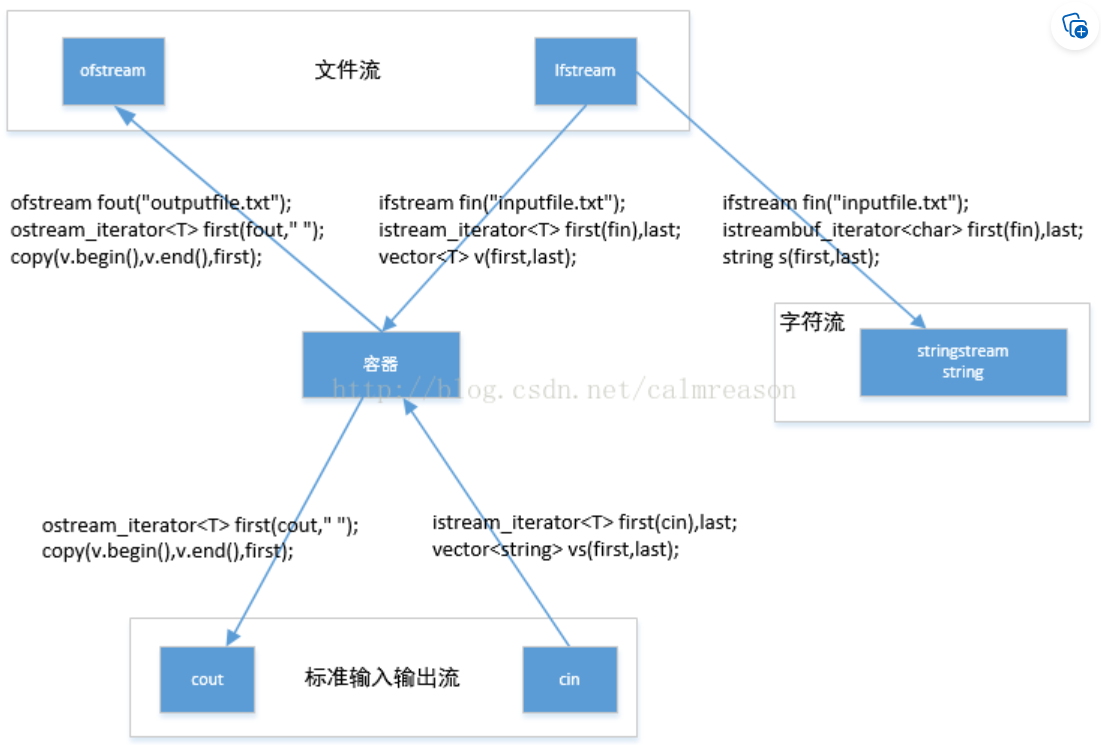 ofstream
文件流
Ifstream
ofstream fout("outputfile.txt");
ostream_iterator<T> first(fout," ");
copy(v.begin(),v.end(),first);
ifstream fin("inputfile.txt");
istream_iterator<T> first(fin),last;
vector<T> v(first,last);
ifstream fin("inputfile.txt");
istreambuf_iterator<char> first(fin),last;
string s(first,last);
字符流
stringstream
string
容器
http://blog.csdn.net/calmreason
ostream_iterator<T> first(cout," ");
copy(v.begin(),v.end(),first);
istream_iterator<T> first(cin),last;
vector<string> vs(first,last);
cout
标准输入输出流
cin